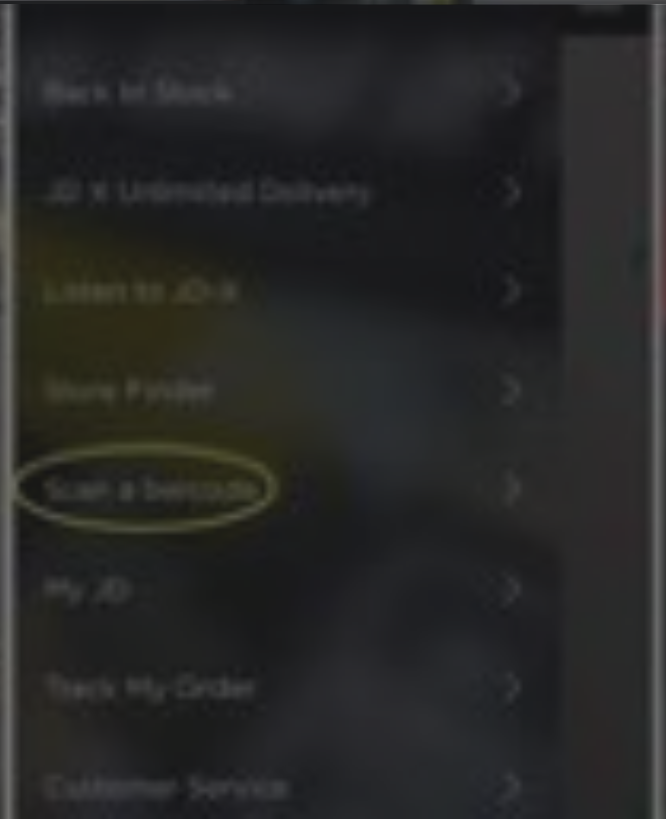 Back In Stock
JD X Unlimited Delivery
Listen to JD-X
Store Finder
Scan a barcode
My JD
Track My Order
Customer Service